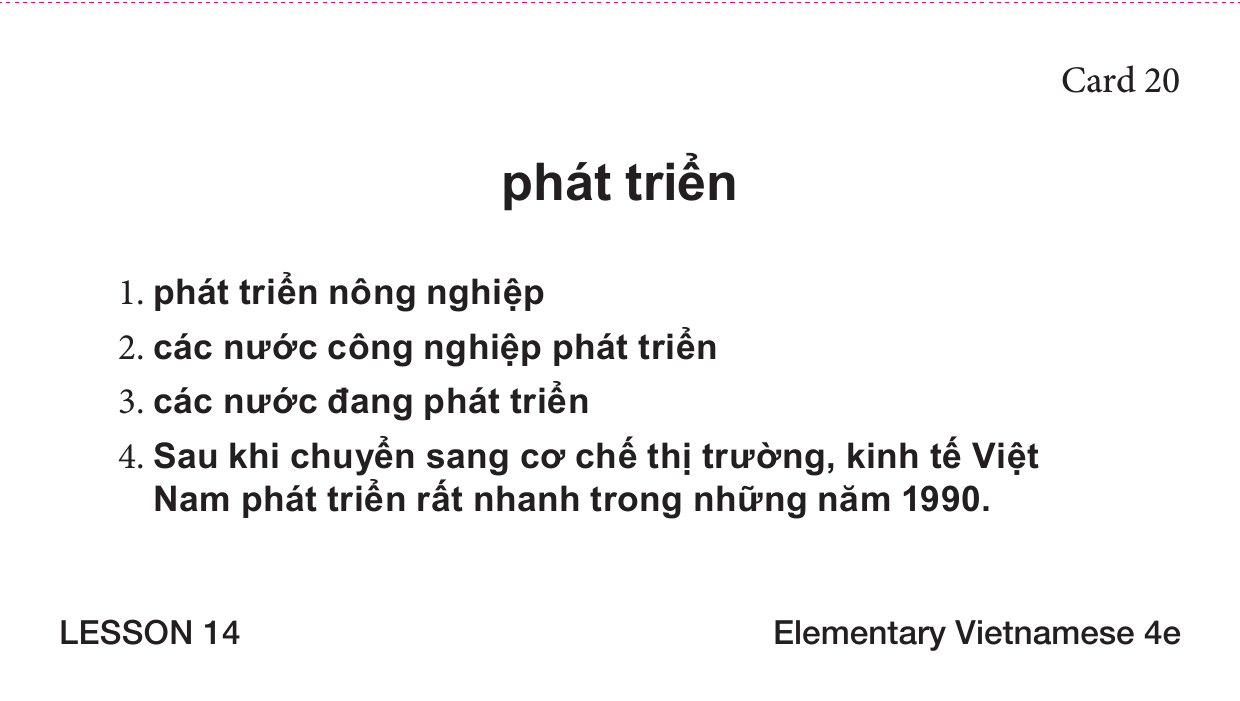 Card 20
phát triển
1. phát triển nông nghiệp
2. các nước công nghiệp phát triển
3. các nước đang phát triển
4. Sau khi chuyển sang cơ chế thị trường, kinh tế Việt
Nam phát triển rất nhanh trong những năm 1990.
LESSON 14
Elementary Vietnamese 4e